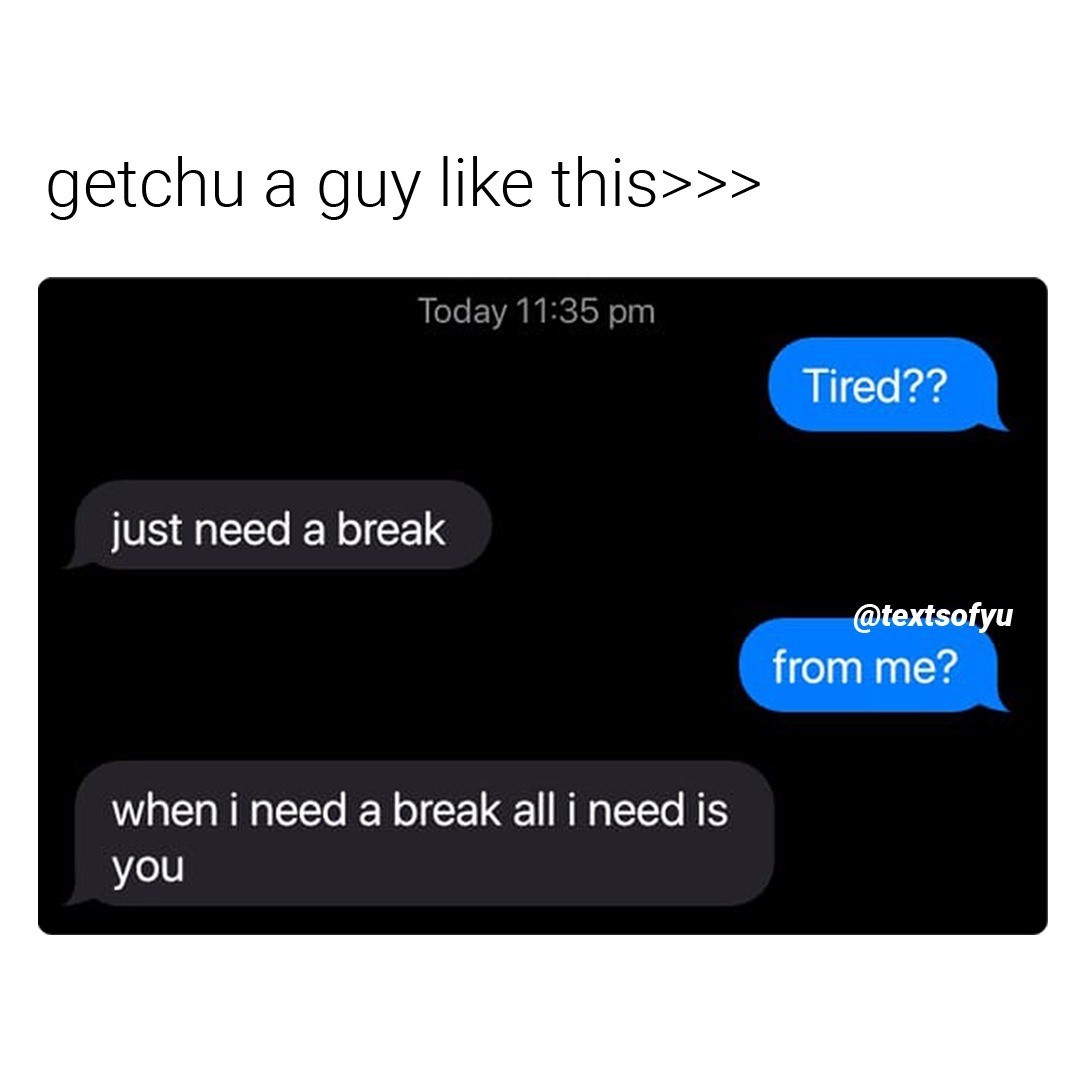 getchu a guy like this>>>
Today 11:35 pm
Tired??
just need a break
@textsofyu
from me?
when i need a break all i need is
you